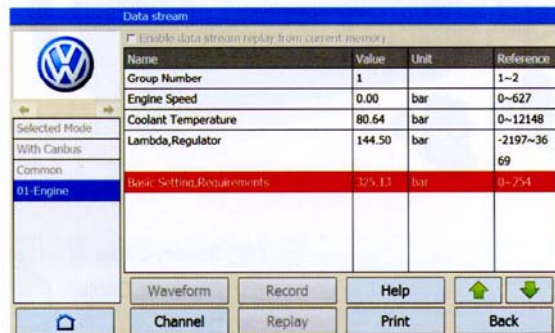 Data stream
Enable data stream replay from current memory
Name Value Unit Reference
Group Number 1 1~2
Engine Speed 0.00 bar 0~627
Coolant Temperature 80.64 bar 0~12148
Lambda,Regulator 144.50 bar -2197~36
69
Basic Setting,Requirements 325.13 bar 0~254
Selected Mode
With Canbus
Common
01-Engine
Waveform Record Help
Channel Replay Print Back